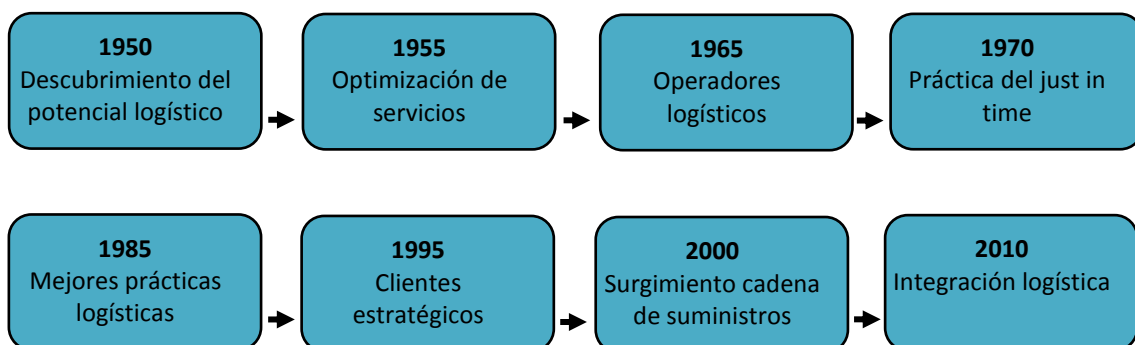 1950
Descubrimiento del
potencial logístico
1955
Optimización de
servicios
1965
Operadores
logísticos
1970
Práctica del just in
time
1985
Mejores prácticas
logísticas
1995
Clientes
estratégicos
2000
Surgimiento cadena
de suministros
2010
Integración logística